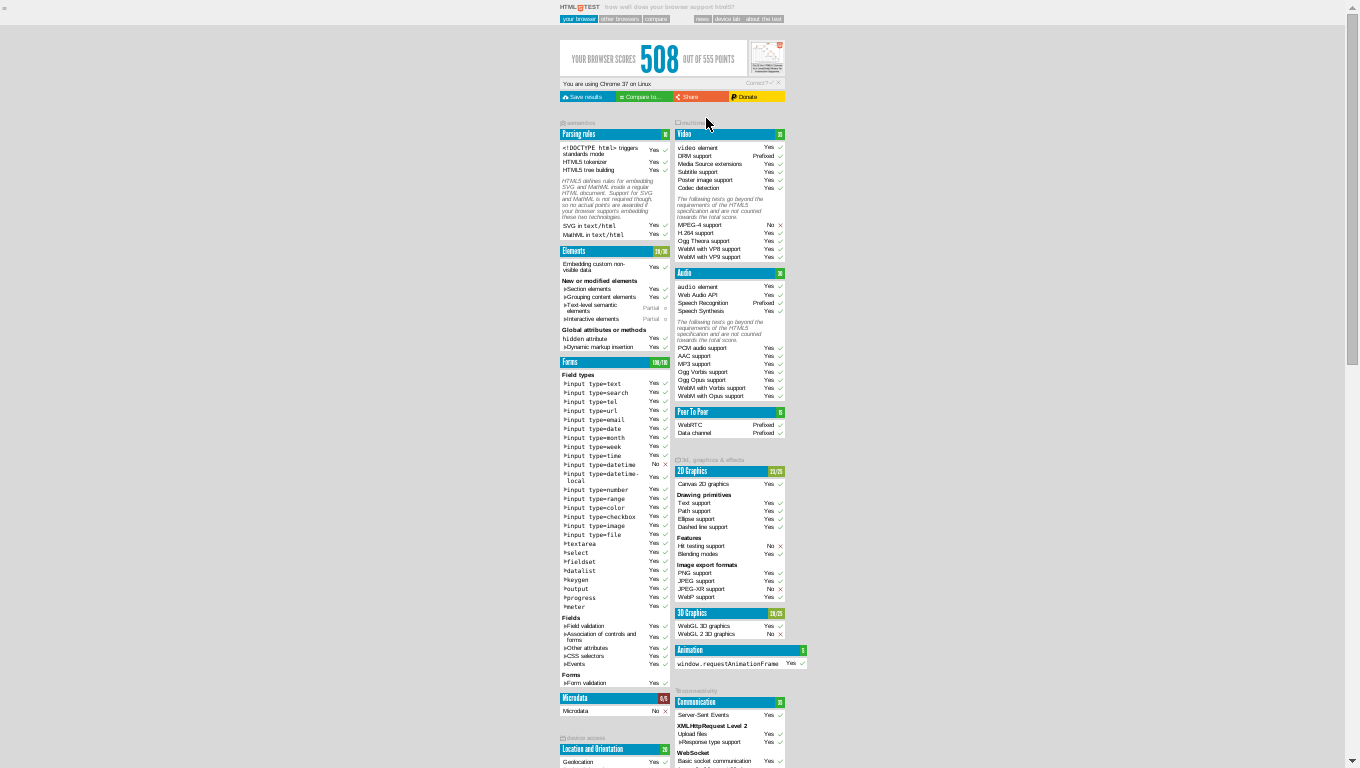 HTML5TEST how well does your browser support html5?
your browser other browsers compare news device lab about the test
YOUR BROWSER SCORES 508 OUT OF 555 POINTS
You are using Chrome 37 on Linux Correct? ✓ ✕
Save results Compare to... Share Donate
semantics
Parsing rules 10
<!DOCTYPE html> triggers
standards mode Yes ✓
HTML5 tokenizer Yes ✓
HTML5 tree building Yes ✓
HTML5 defines rules for embedding
SVG and MathML inside a regular
HTML document. Support for SVG
and MathML is not required though,
so no actual points are awarded if
your browser supports embedding
these two technologies.
SVG in text/html Yes ✓
MathML in text/html Yes ✓
Elements
Embedding custom non-
visible data Yes ✓
New or modified elements
Section elements Yes ✓
Grouping content elements Yes ✓
Text-level semantic
elements Partial ○
Interactive elements Partial ○
Global attributes or methods
hidden attribute Yes ✓
Dynamic markup insertion Yes ✓
Forms
Field types
input type=text Yes ✓
input type=search Yes ✓
input type=tel Yes ✓
input type=url Yes ✓
input type=email Yes ✓
input type=date Yes ✓
input type=month Yes ✓
input type=week Yes ✓
input type=time Yes ✓
input type=datetime No ✕
input type=datetime-
local Yes ✓
input type=number Yes ✓
input type=range Yes ✓
input type=color Yes ✓
input type=checkbox Yes ✓
input type=image Yes ✓
input type=file Yes ✓
textarea Yes ✓
select Yes ✓
fieldset Yes ✓
datalist Yes ✓
keygen Yes ✓
output Yes ✓
progress Yes ✓
meter Yes ✓
Fields
Field validation Yes ✓
Association of controls and
forms Yes ✓
Other attributes Yes ✓
CSS selectors Yes ✓
Events Yes ✓
Forms
Form validation Yes ✓
Microdata 0/5
Microdata No ✕
device access
Location and Orientation 20
Geolocation Yes ✓
Video
video element Yes ✓
DRM support Prefixed ✓
Media Source extensions Yes ✓
Subtitle support Yes ✓
Poster image support Yes ✓
Codec detection Yes ✓
The following tests go beyond the
requirements of the HTML5
specification and are not counted
towards the total score.
MPEG-4 support No ✕
H.264 support Yes ✓
Ogg Theora support Yes ✓
WebM with VP8 support Yes ✓
WebM with VP9 support Yes ✓
Audio 30
audio element Yes ✓
Web Audio API Yes ✓
Speech Recognition Prefixed ✓
Speech Synthesis Yes ✓
The following tests go beyond the
requirements of the HTML5
specification and are not counted
towards the total score.
PCM audio support Yes ✓
AAC support Yes ✓
MP3 support Yes ✓
Ogg Vorbis support Yes ✓
Ogg Opus support Yes ✓
WebM with Vorbis support Yes ✓
WebM with Opus support Yes ✓
Peer To Peer 15
WebRTC Prefixed ✓
Data channel Prefixed ✓
3d, graphics & effects
2D Graphics 23/25
Canvas 2D graphics Yes ✓
Drawing primitives
Text support Yes ✓
Path support Yes ✓
Ellipse support Yes ✓
Dashed line support Yes ✓
Features
Hit testing support No ✕
Blending modes Yes ✓
Image export formats
PNG support Yes ✓
JPEG support Yes ✓
JPEG-XR support No ✕
WebP support Yes ✓
3D Graphics 20/25
WebGL 3D graphics Yes ✓
WebGL 2 3D graphics No ✕
Animation 5
window.requestAnimationFrame Yes ✓
connectivity
Communication
Server-Sent Events Yes ✓
XMLHttpRequest Level 2
Upload files Yes ✓
Response type support Yes ✓
WebSocket
Basic socket communication Yes ✓